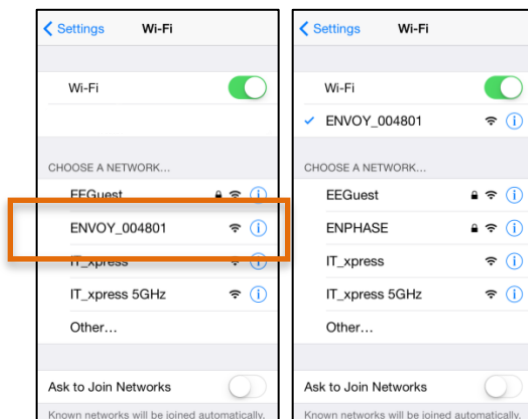 Settings Wi-Fi
Wi-Fi
CHOOSE A NETWORK...
EEGuest
ENVOY_004801
IT_xpress
IT_xpress 5GHz
Other...
Ask to Join Networks
Known networks will be joined automatically.
Settings Wi-Fi
Wi-Fi
ENVOY_004801
CHOOSE A NETWORK...
EEGuest
ENPHASE
IT_xpress
IT_xpress 5GHz
Other...
Ask to Join Networks
Known networks will be joined automatically.